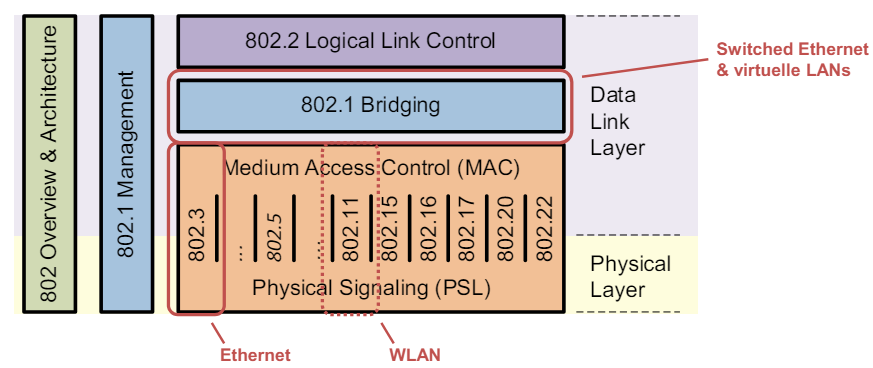 802 Overview & Architecture
802.1 Management
802.2 Logical Link Control
802.1 Bridging
Medium Access Control (MAC)
802.3
...
802.5
...
802.11
802.15
802.16
802.17
802.20
802.22
Physical Signaling (PSL)
Data
Link
Layer
Physical
Layer
Switched Ethernet
& virtuelle LANs
Ethernet
WLAN